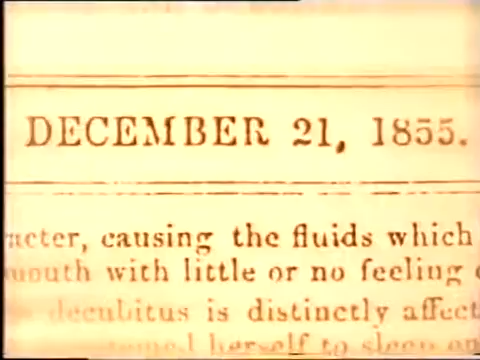 DECEMBER 21, 1855.
racter, causing the fluids which
mouth with little or no feeling
decubitus is distinctly affect
herself to sleep on